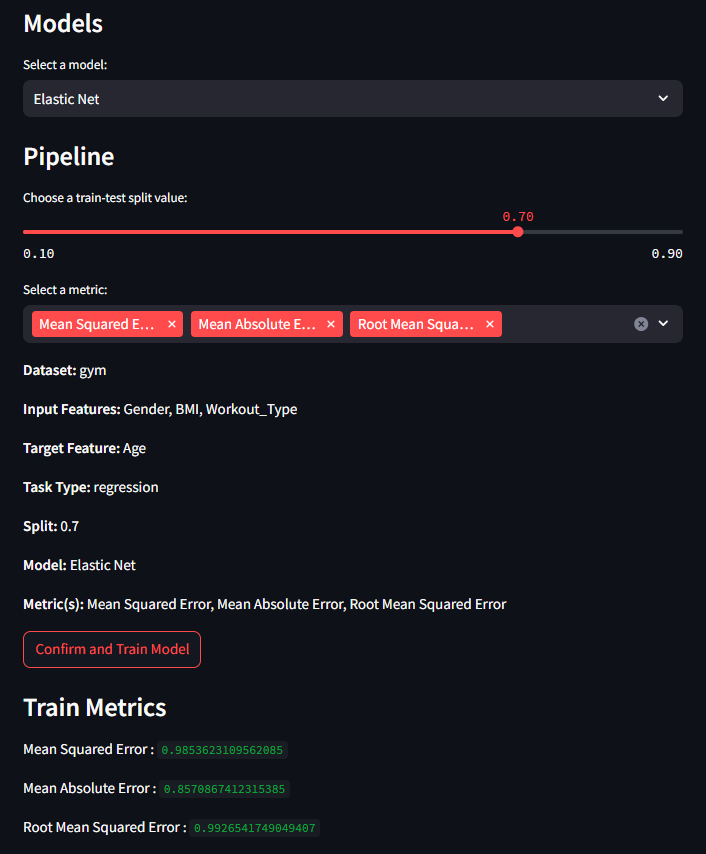 Models
Select a model:
Elastic Net
Pipeline
Choose a train-test split value:
0.70
0.10 0.90
Select a metric:
Mean Squared E... × Mean Absolute E... × Root Mean Squa... ×
Dataset: gym
Input Features: Gender, BMI, Workout_Type
Target Feature: Age
Task Type: regression
Split: 0.7
Model: Elastic Net
Metric(s): Mean Squared Error, Mean Absolute Error, Root Mean Squared Error
Confirm and Train Model
Train Metrics
Mean Squared Error : 0.9853623109562085
Mean Absolute Error : 0.8570867412315385
Root Mean Squared Error : 0.9926541749049407